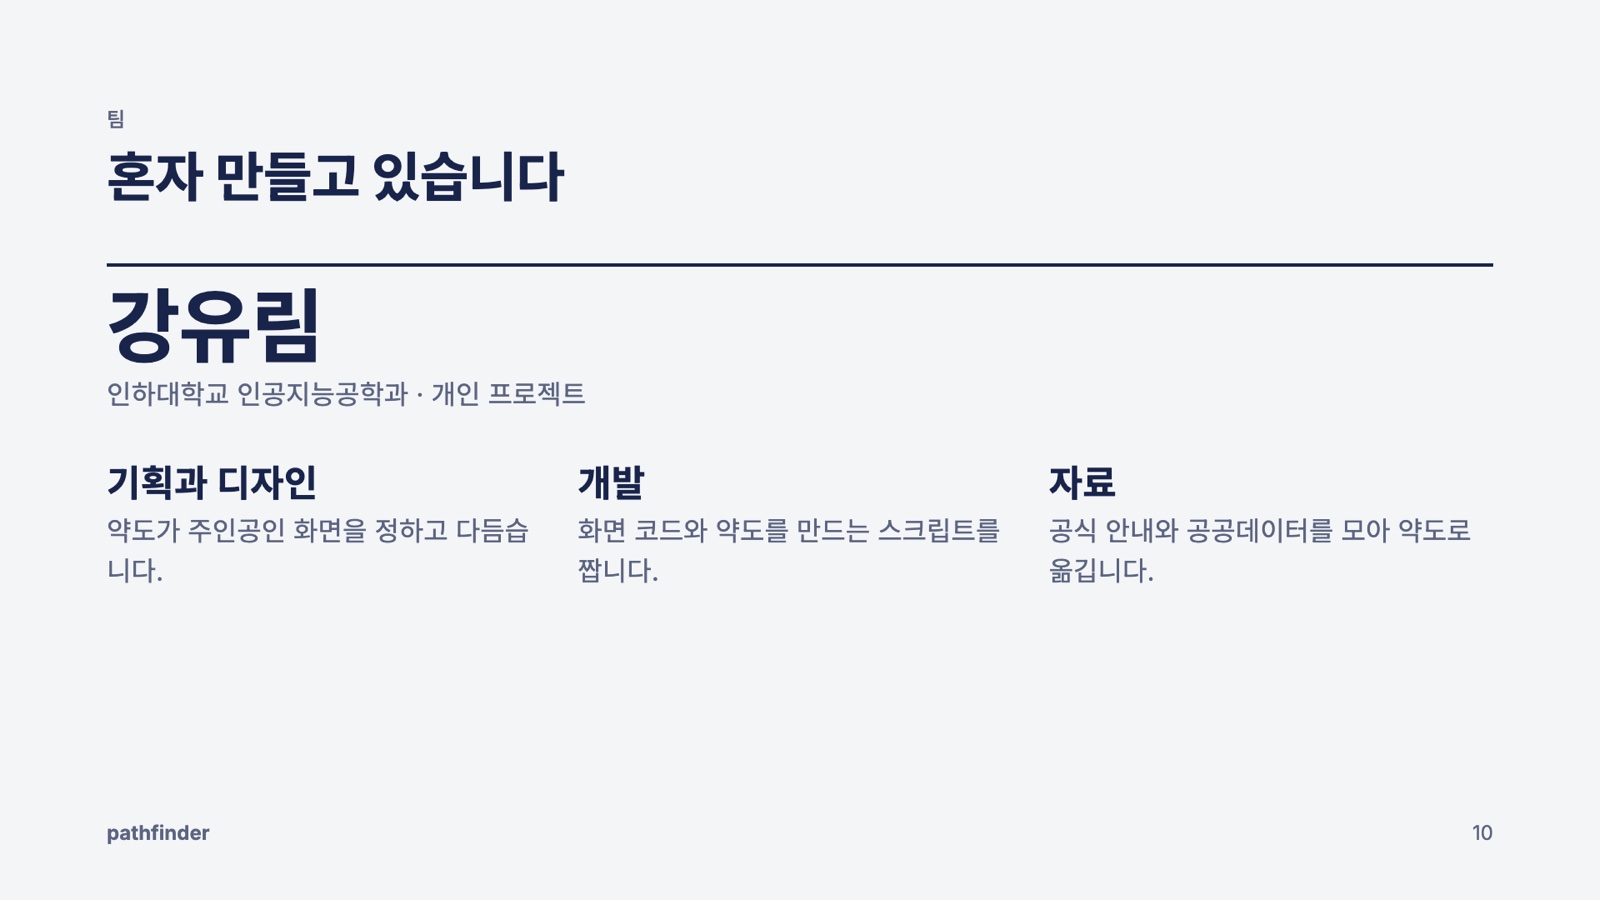 팀
혼자 만들고 있습니다
강유림
인하대학교 인공지능공학과 · 개인 프로젝트
기획과 디자인
약도가 주인공인 화면을 정하고 다듬습
니다.
개발
화면 코드와 약도를 만드는 스크립트를
짭니다.
자료
공식 안내와 공공데이터를 모아 약도로
옮깁니다.
pathfinder
10